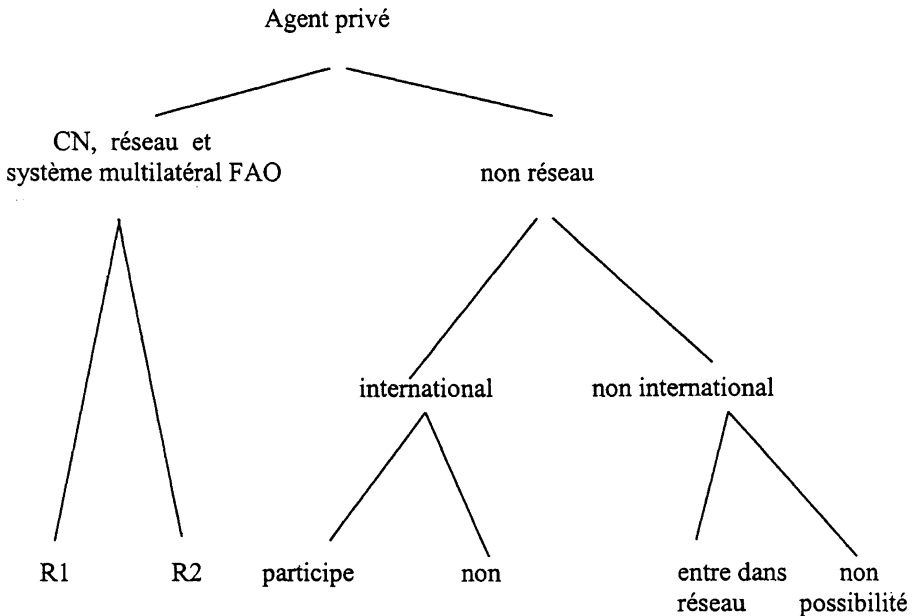 Agent privé
CN, réseau et
système multilatéral FAO
non réseau
international
non international
R1
R2
participe
non
entre dans
réseau
non
possibilité